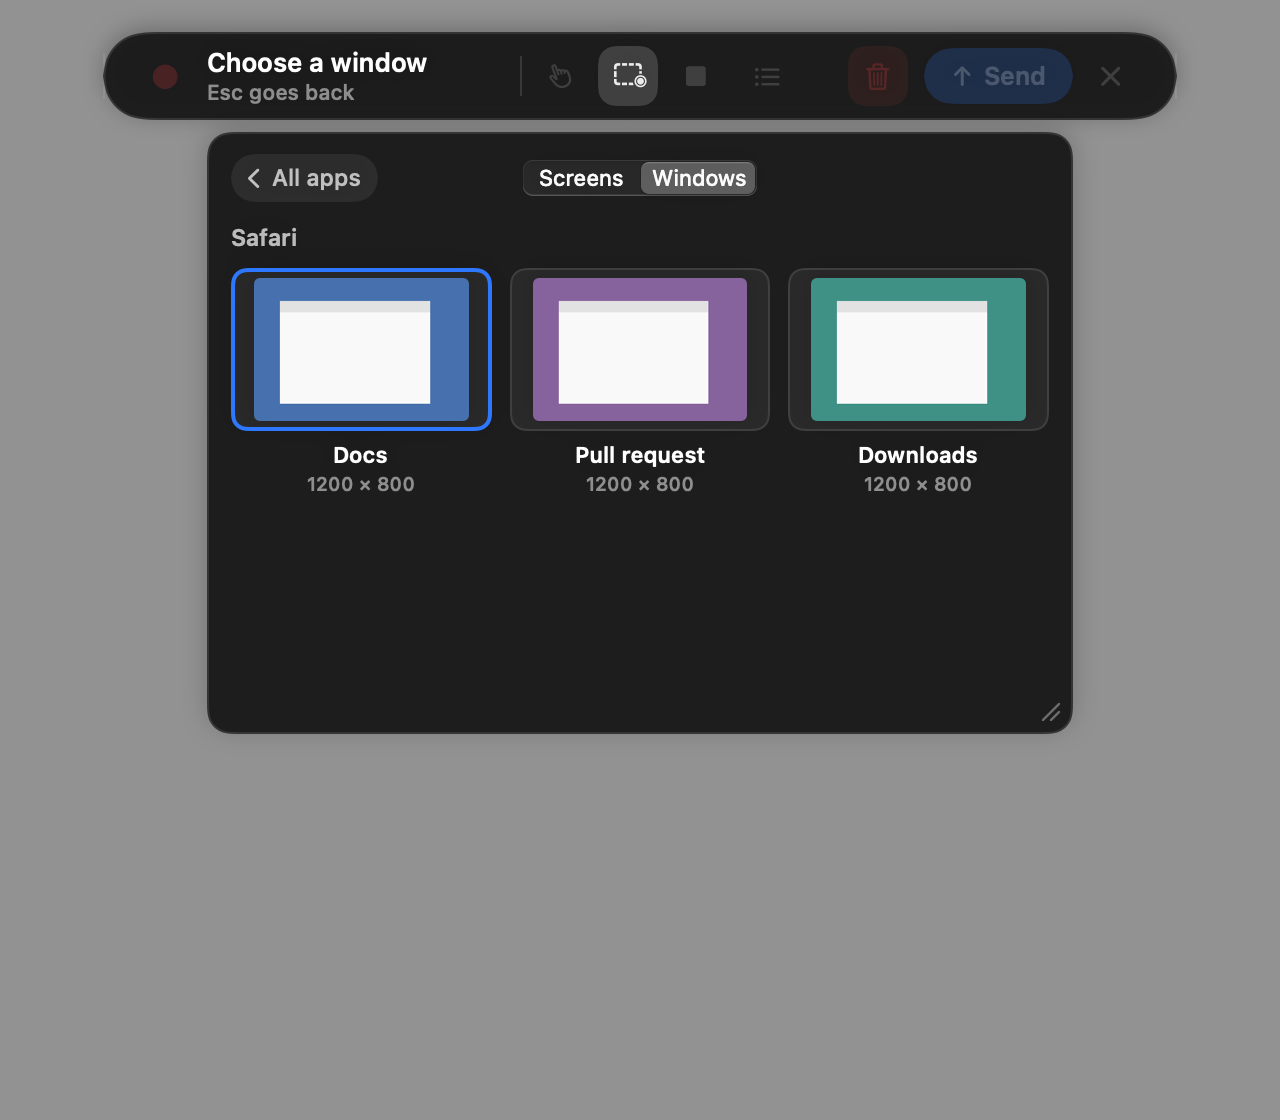 Choose a window
Esc goes back
Send
All apps
Screens
Windows
Safari
Docs
1200 × 800
Pull request
1200 × 800
Downloads
1200 × 800